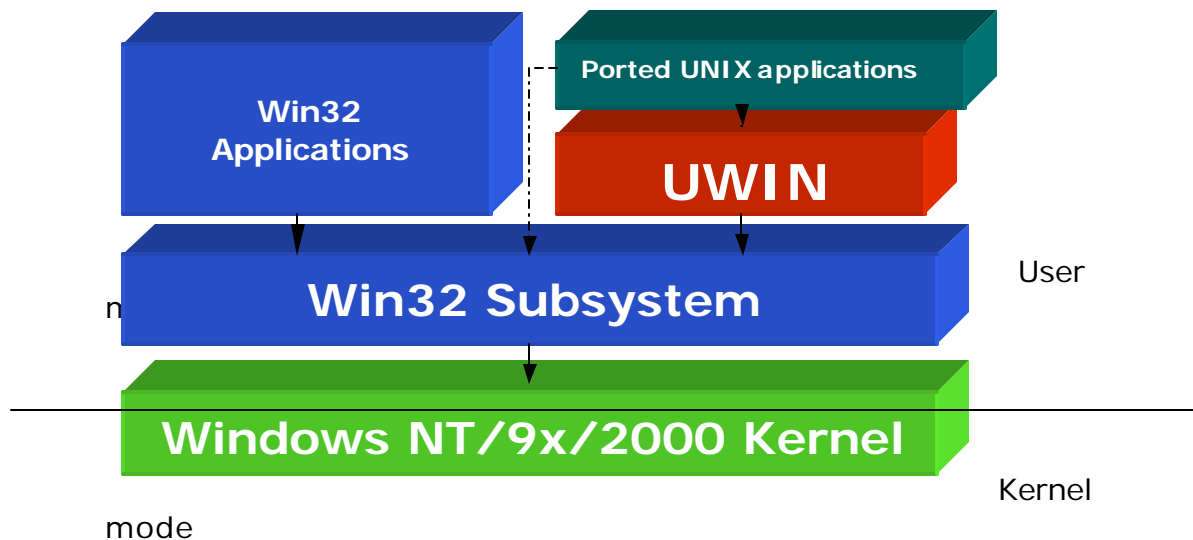 Win32
Applications
Ported UNIX applications
UWIN
User
Win32 Subsystem
Windows NT/9x/2000 Kernel
Kernel
mode